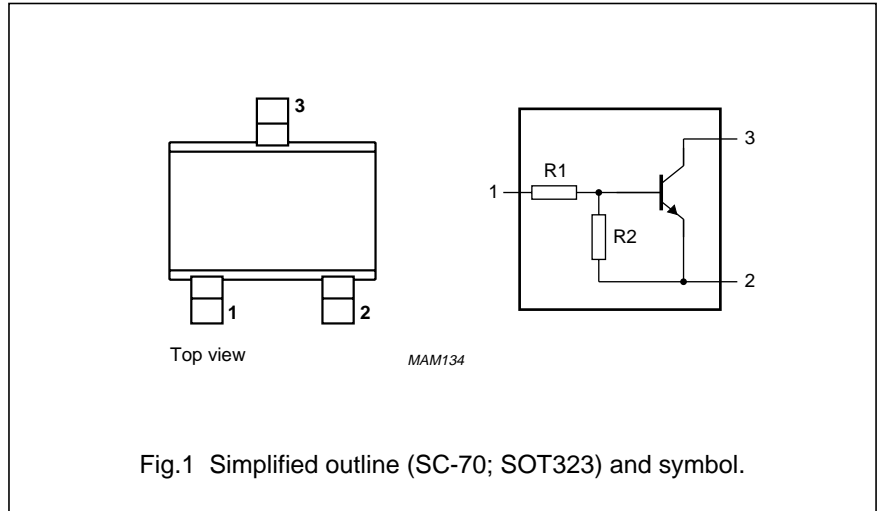 3
1
2
Top view
R1
R2
1
3
2
MAM134
Fig.1 Simplified outline (SC-70; SOT323) and symbol.